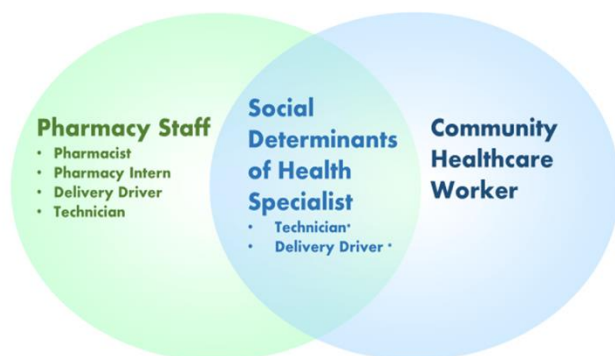 Pharmacy Staff
• Pharmacist
• Pharmacy Intern
• Delivery Driver
• Technician
Social
Determinants
of Health
Specialist
• Technician*
• Delivery Driver *
Community
Healthcare
Worker